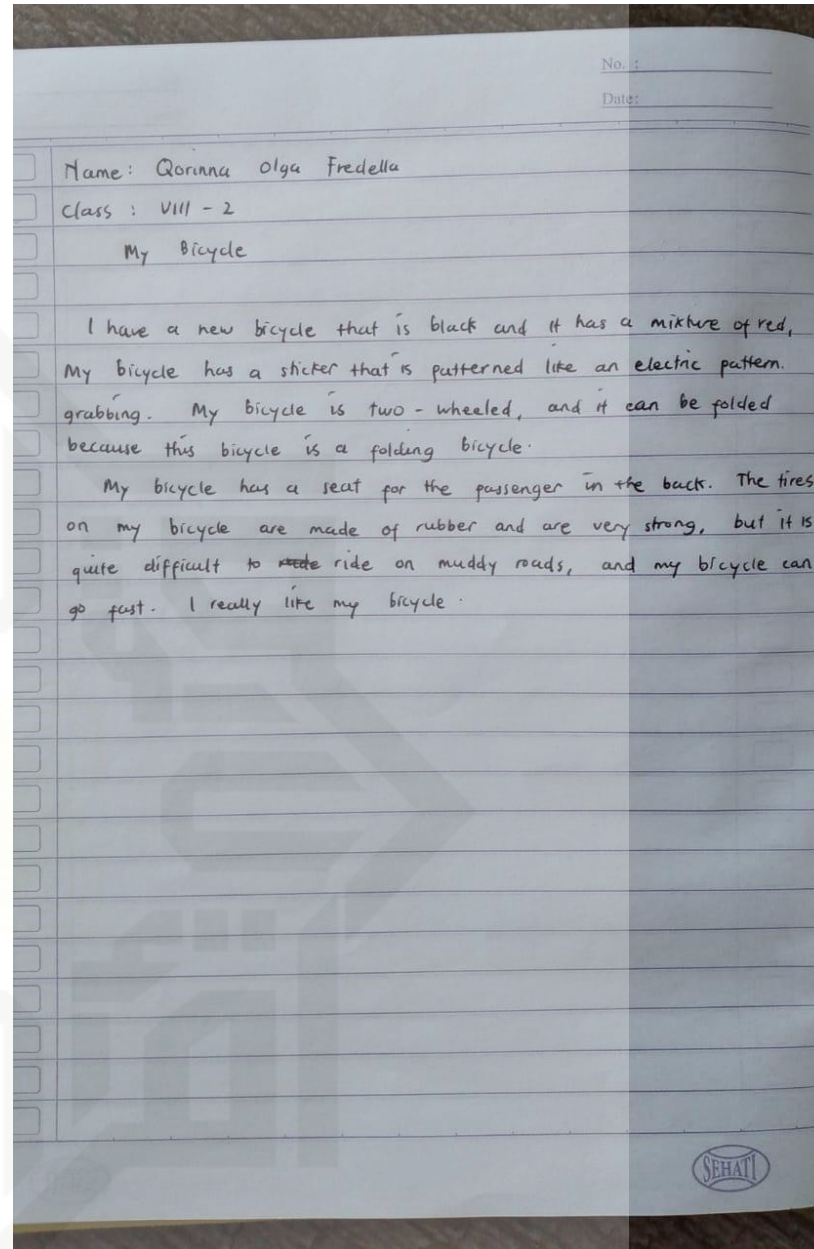 No. :
Date:
Name: Qorinna Olga Fredella
Class : VIII - 2
My Bicycle
I have a new bicycle that is black and it has a mixture of red,
My bicycle has a sticker that is patterned like an electric pattern.
grabbing. My bicycle is two - wheeled, and it can be folded
because this bicycle is a folding bicycle.
My bicycle has a seat for the passenger in the back. The tires
on my bicycle are made of rubber and are very strong, but it is
quite difficult to ride on muddy roads, and my bicycle can
go fast. I really like my bicycle.
SEHATI